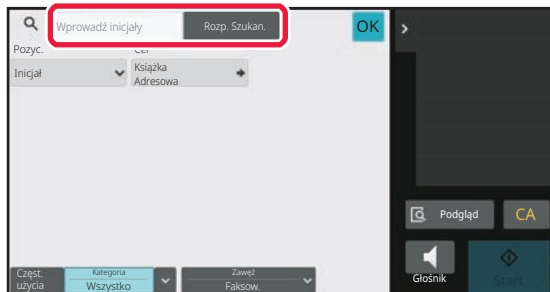 Wprowadź inicjały
Rozp. Szukan.
OK
Pozyc.
Cel
Inicjał
Książka
Adresowa
Podgląd
CA
Głośnik
Start
Częst.
użycia
Kategoria
Wszystko
Zawęź
Faksow.